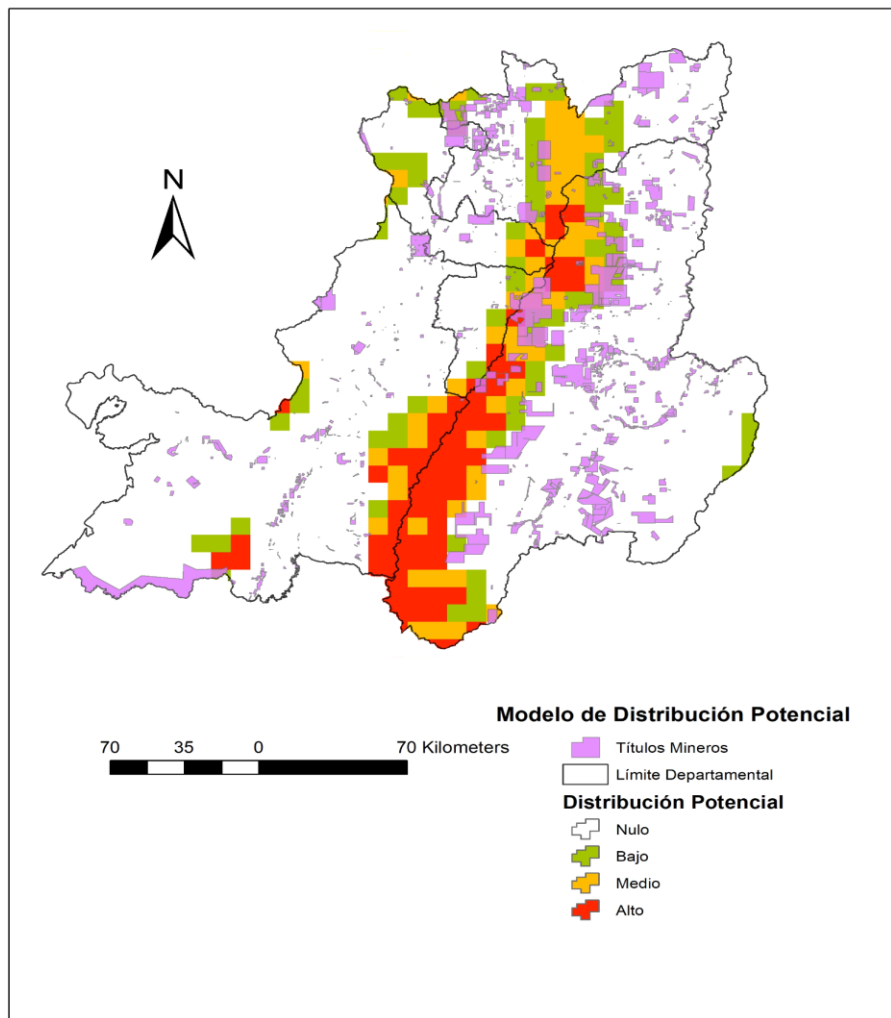 N
Modelo de Distribución Potencial
70 35 0 70 Kilometers
Títulos Mineros
Límite Departamental
Distribución Potencial
Nulo
Bajo
Medio
Alto